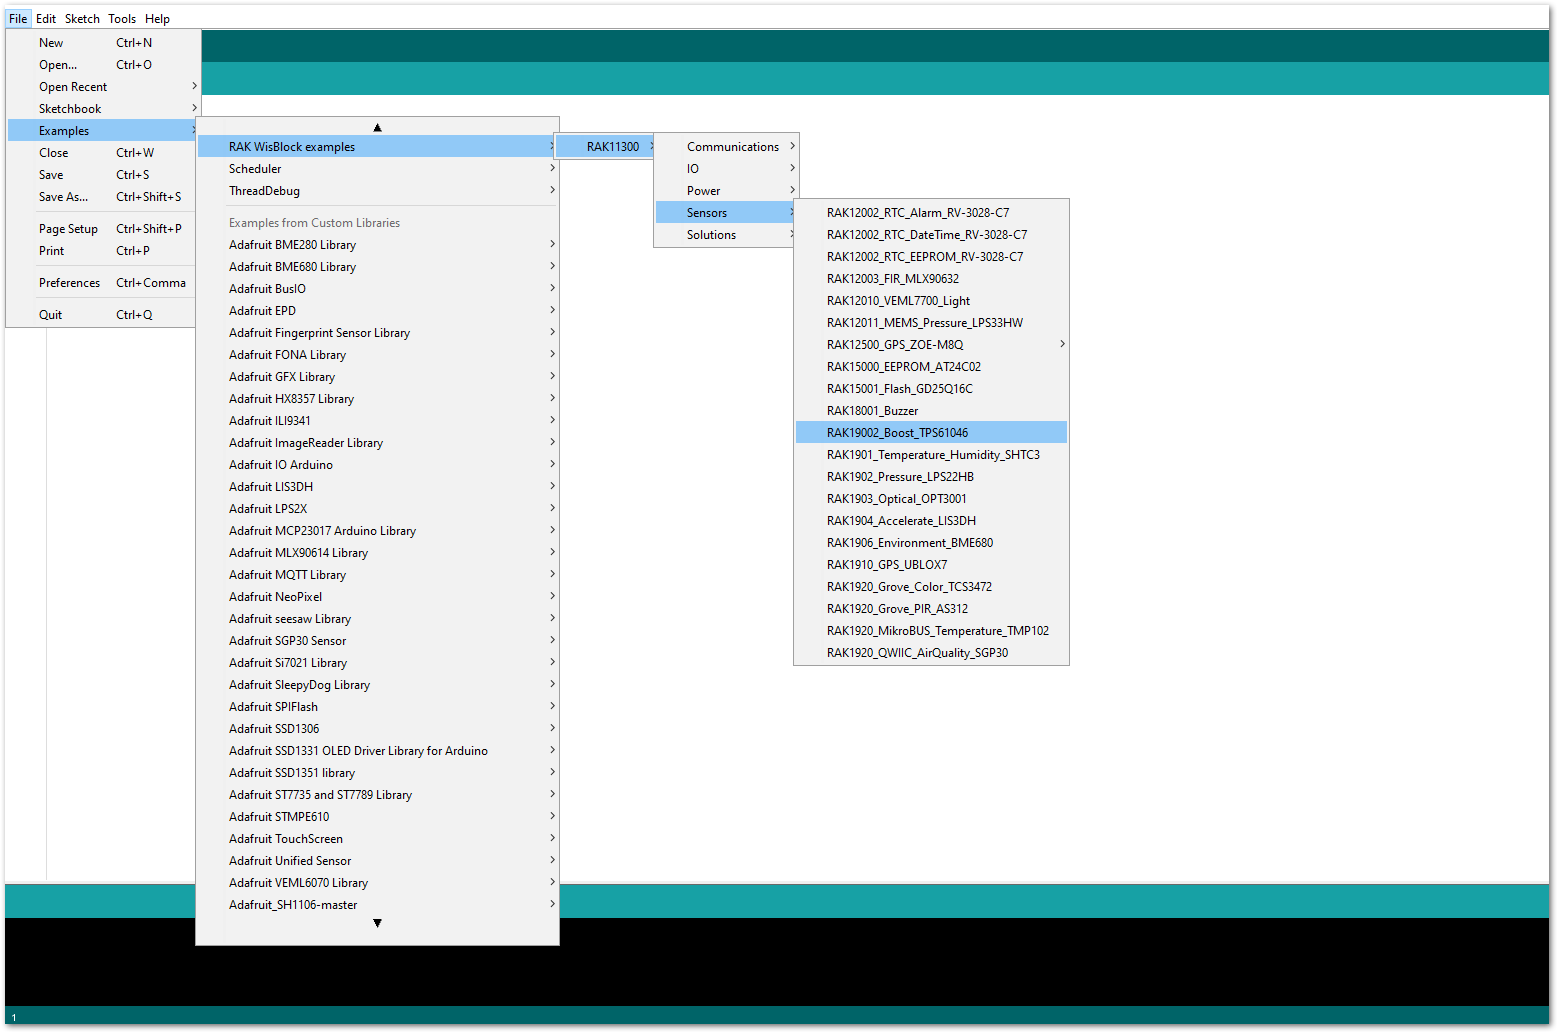 File Edit Sketch Tools Help
New Ctrl+N
Open... Ctrl+O
Open Recent
Sketchbook
Examples
Close Ctrl+W
Save Ctrl+S
Save As... Ctrl+Shift+S
Page Setup Ctrl+Shift+P
Print Ctrl+P
Preferences Ctrl+Comma
Quit Ctrl+Q
RAK WisBlock examples
Scheduler
ThreadDebug
Examples from Custom Libraries
Adafruit BME280 Library
Adafruit BME680 Library
Adafruit BusIO
Adafruit EPD
Adafruit Fingerprint Sensor Library
Adafruit FONA Library
Adafruit GFX Library
Adafruit HX8357 Library
Adafruit ILI9341
Adafruit ImageReader Library
Adafruit IO Arduino
Adafruit LIS3DH
Adafruit LPS2X
Adafruit MCP23017 Arduino Library
Adafruit MLX90614 Library
Adafruit MQTT Library
Adafruit NeoPixel
Adafruit seesaw Library
Adafruit SGP30 Sensor
Adafruit Si7021 Library
Adafruit SleepyDog Library
Adafruit SPIFlash
Adafruit SSD1306
Adafruit SSD1331 OLED Driver Library for Arduino
Adafruit SSD1351 library
Adafruit ST7735 and ST7789 Library
Adafruit STMPE610
Adafruit TouchScreen
Adafruit Unified Sensor
Adafruit VEML6070 Library
Adafruit_SH1106-master
RAK11300
Communications
IO
Power
Sensors
Solutions
RAK12002_RTC_Alarm_RV-3028-C7
RAK12002_RTC_DateTime_RV-3028-C7
RAK12002_RTC_EEPROM_RV-3028-C7
RAK12003_FIR_MLX90632
RAK12010_VEML7700_Light
RAK12011_MEMS_Pressure_LPS33HW
RAK12500_GPS_ZOE-M8Q
RAK15000_EEPROM_AT24C02
RAK15001_Flash_GD25Q16C
RAK18001_Buzzer
RAK19002_Boost_TPS61046
RAK1901_Temperature_Humidity_SHTC3
RAK1902_Pressure_LPS22HB
RAK1903_Optical_OPT3001
RAK1904_Accelerate_LIS3DH
RAK1906_Environment_BME680
RAK1910_GPS_UBLOX7
RAK1920_Grove_Color_TCS3472
RAK1920_Grove_PIR_AS312
RAK1920_MikroBUS_Temperature_TMP102
RAK1920_QWIIC_AirQuality_SGP30
1